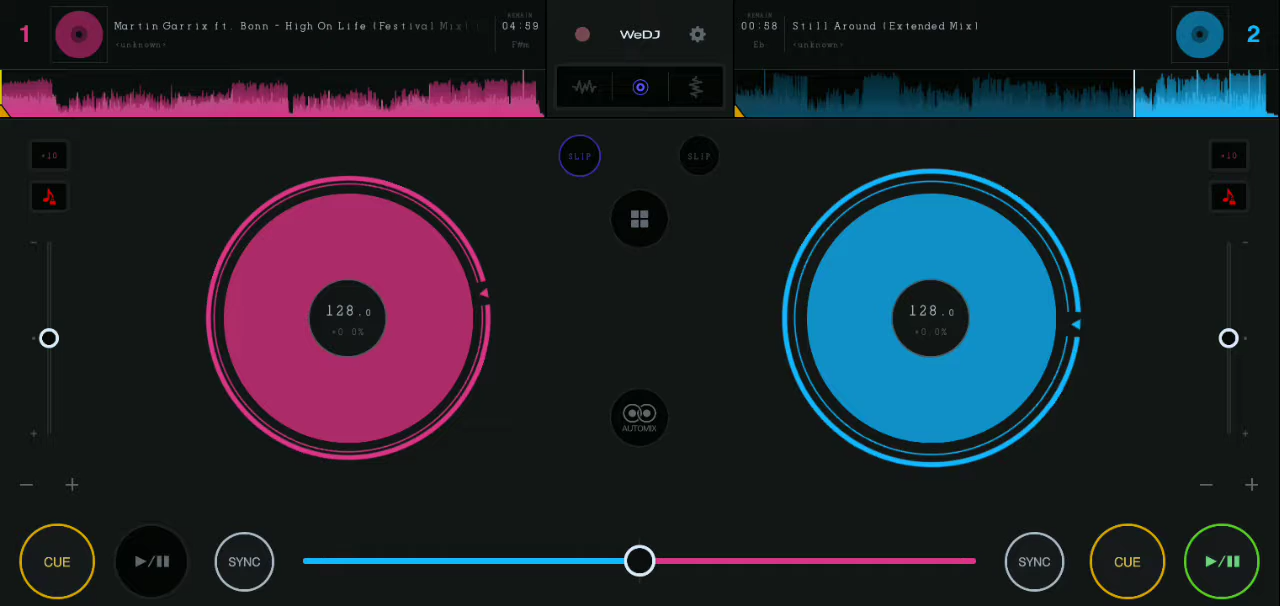 1
Martin Garrix ft. Bonn - High On Life (Festival Mix)
<unknown>
REMAIN
04:59
F#m
WeDJ
REMAIN
00:58
Eb
Still Around (Extended Mix)
<unknown>
2
±10
SLIP
SLIP
±10
128.0
+0.0%
128.0
+0.0%
AUTOMIX
CUE
SYNC
SYNC
CUE